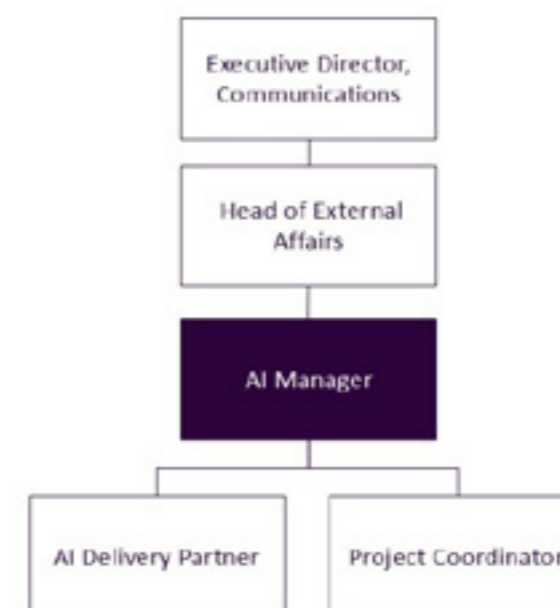 Executive Director,
Communications
Head of External
Affairs
AI Manager
AI Delivery Partner
Project Coordinator